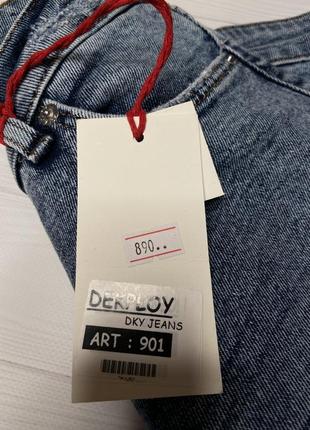 890..
DERPLOY
DKY JEANS
ART : 901